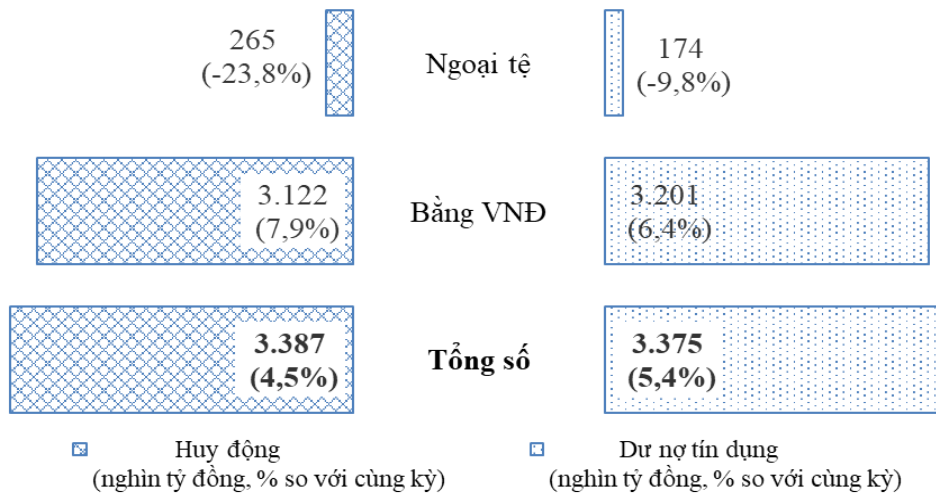 265
(-23,8%)
Ngoại tệ
174
(-9,8%)
3.122
(7,9%)
Bằng VNĐ
3.201
(6,4%)
3.387
(4,5%)
Tổng số
3.375
(5,4%)
Huy động
(nghìn tỷ đồng, % so với cùng kỳ)
Dư nợ tín dụng
(nghìn tỷ đồng, % so với cùng kỳ)